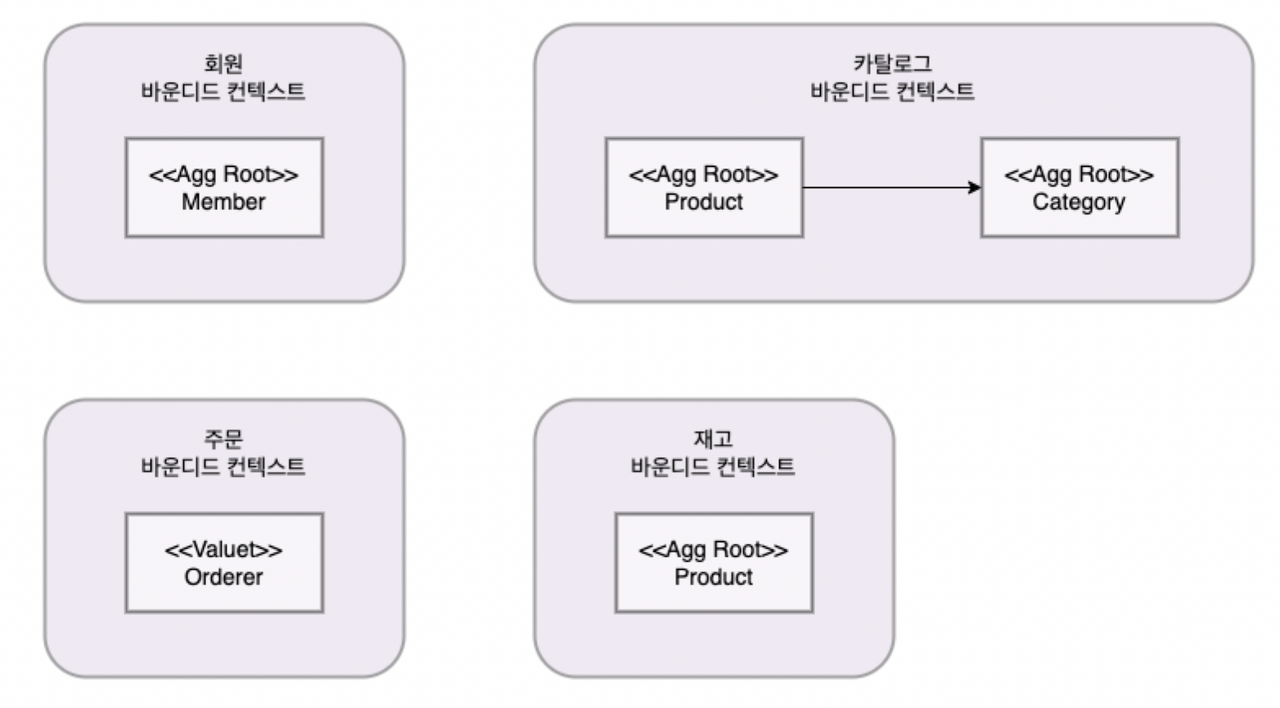 회원
바운디드 컨텍스트
<<Agg Root>>
Member
카탈로그
바운디드 컨텍스트
<<Agg Root>>
Product
<<Agg Root>>
Category
주문
바운디드 컨텍스트
<<Valuet>>
Orderer
재고
바운디드 컨텍스트
<<Agg Root>>
Product